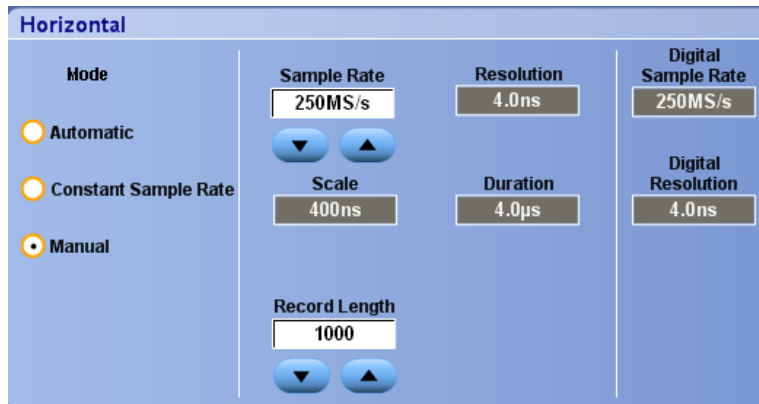 Horizontal
Mode
Automatic
Constant Sample Rate
Manual
Sample Rate
250MS/s
Scale
400ns
Record Length
1000
Resolution
4.0ns
Duration
4.0µs
Digital
Sample Rate
250MS/s
Digital
Resolution
4.0ns